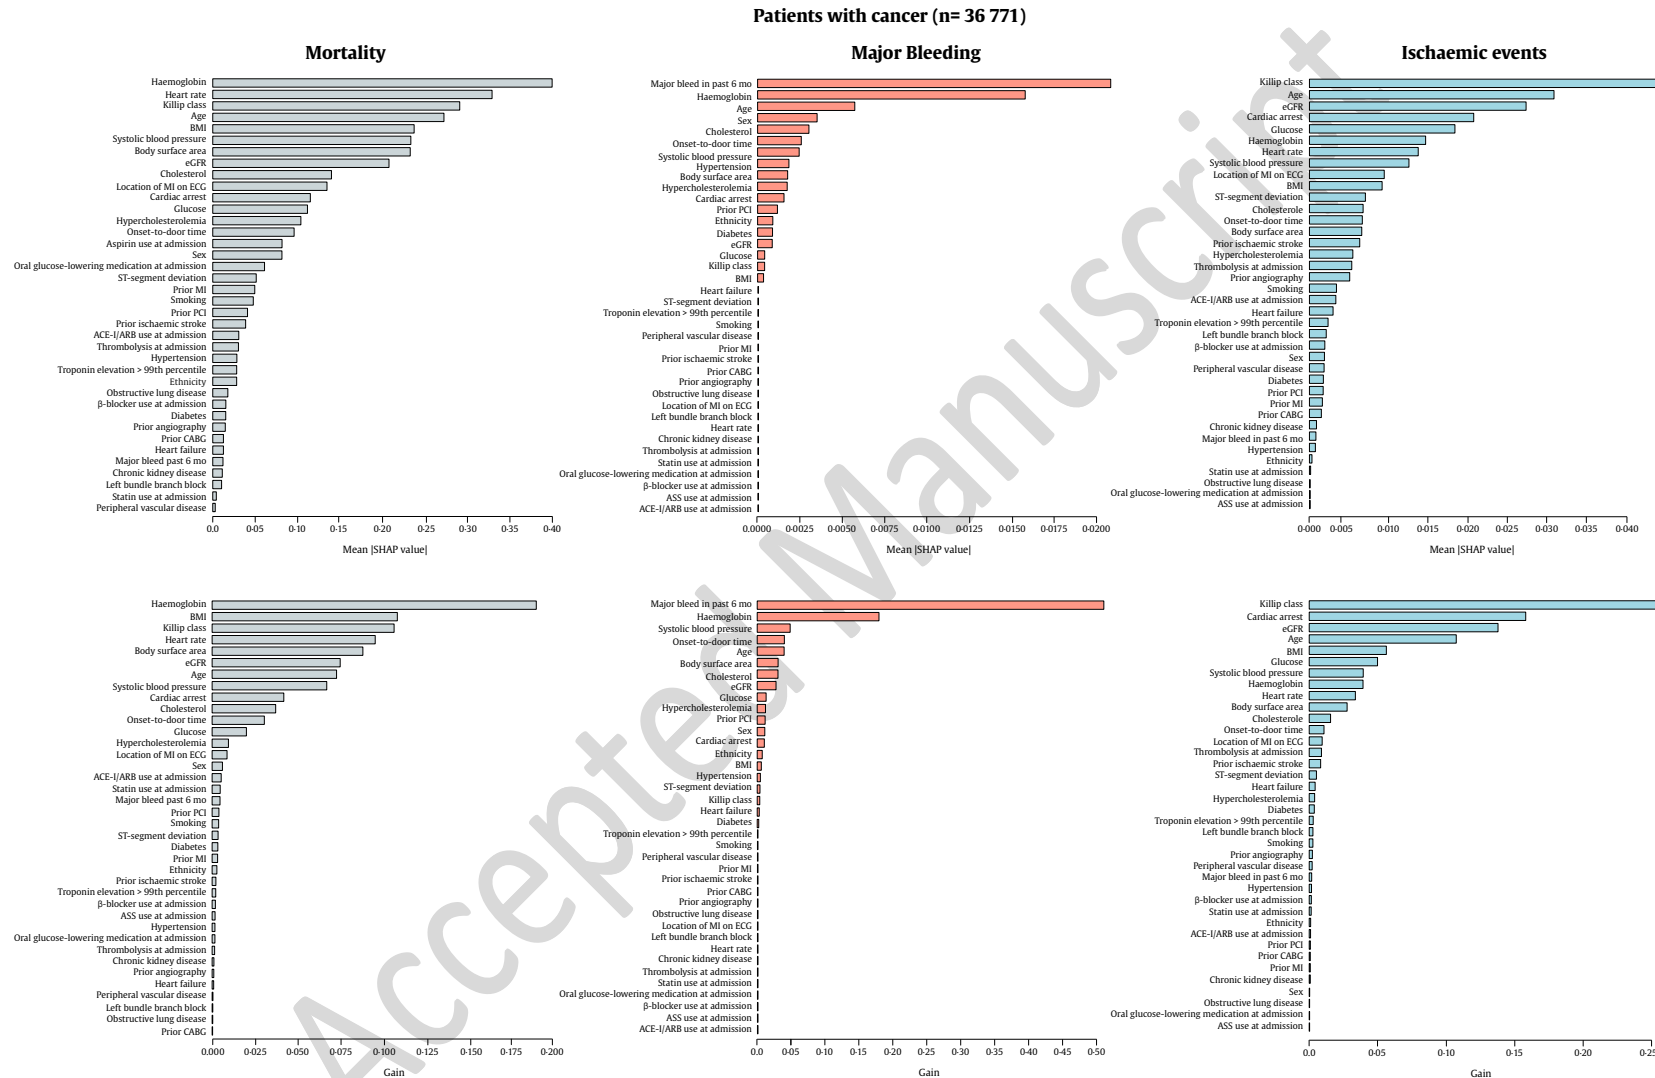 Patients with cancer (n= 36 771)
Mortality
Haemoglobin
Heart rate
Killip class
Age
BMI
Systolic blood pressure
Body surface area
eGFR
Cholesterol
Location of MI on ECG
Cardiac arrest
Glucose
Hypercholesterolemia
Onset-to-door time
Aspirin use at admission
Sex
Oral glucose-lowering medication at admission
ST-segment deviation
Prior MI
Smoking
Prior PCI
Prior ischaemic stroke
ACE-I/ARB use at admission
Thrombolysis at admission
Hypertension
Troponin elevation > 99th percentile
Ethnicity
Obstructive lung disease
β-blocker use at admission
Diabetes
Prior angiography
Prior CABG
Heart failure
Major bleed past 6 mo
Chronic kidney disease
Left bundle branch block
Statin use at admission
Peripheral vascular disease
0·0 0·05 0·10 0·15 0·20 0·25 0·30 0·35 0·40
Mean |SHAP value|
Major Bleeding
Major bleed in past 6 mo
Haemoglobin
Age
Sex
Cholesterol
Onset-to-door time
Systolic blood pressure
Hypertension
Body surface area
Hypercholesterolemia
Cardiac arrest
Prior PCI
Ethnicity
Diabetes
eGFR
Glucose
Killip class
BMI
Heart failure
ST-segment deviation
Troponin elevation > 99th percentile
Smoking
Peripheral vascular disease
Prior MI
Prior ischaemic stroke
Prior CABG
Prior angiography
Obstructive lung disease
Location of MI on ECG
Left bundle branch block
Heart rate
Chronic kidney disease
Thrombolysis at admission
Statin use at admission
Oral glucose-lowering medication at admission
β-blocker use at admission
ASS use at admission
ACE-I/ARB use at admission
0·0000 0·0025 0·0050 0·0075 0·0100 0·0125 0·0150 0·0175 0·0200
Mean |SHAP value|
Ischaemic events
Killip class
Age
eGFR
Cardiac arrest
Glucose
Haemoglobin
Heart rate
Systolic blood pressure
Location of MI on ECG
BMI
ST-segment deviation
Cholesterole
Onset-to-door time
Body surface area
Prior ischaemic stroke
Hypercholesterolemia
Thrombolysis at admission
Prior angiography
Smoking
ACE-I/ARB use at admission
Heart failure
Troponin elevation > 99th percentile
Left bundle branch block
β-blocker use at admission
Sex
Peripheral vascular disease
Diabetes
Prior PCI
Prior MI
Prior CABG
Chronic kidney disease
Major bleed in past 6 mo
Hypertension
Ethnicity
Statin use at admission
Obstructive lung disease
Oral glucose-lowering medication at admission
ASS use at admission
0·000 0·005 0·010 0·015 0·020 0·025 0·030 0·035 0·040
Mean |SHAP value|
Haemoglobin
BMI
Killip class
Heart rate
Body surface area
eGFR
Age
Systolic blood pressure
Cardiac arrest
Cholesterol
Onset-to-door time
Glucose
Hypercholesterolemia
Location of MI on ECG
Sex
ACE-I/ARB use at admission
Statin use at admission
Major bleed past 6 mo
Prior PCI
Smoking
ST-segment deviation
Diabetes
Prior MI
Ethnicity
Prior ischaemic stroke
Troponin elevation > 99th percentile
β-blocker use at admission
ASS use at admission
Hypertension
Oral glucose-lowering medication at admission
Thrombolysis at admission
Chronic kidney disease
Prior angiography
Heart failure
Peripheral vascular disease
Left bundle branch block
Obstructive lung disease
Prior CABG
0·000 0·025 0·050 0·075 0·100 0·125 0·150 0·175 0·200
Gain
Major bleed in past 6 mo
Haemoglobin
Systolic blood pressure
Onset-to-door time
Age
Body surface area
Cholesterol
eGFR
Glucose
Hypercholesterolemia
Prior PCI
Sex
Cardiac arrest
Ethnicity
BMI
Hypertension
ST-segment deviation
Killip class
Heart failure
Diabetes
Troponin elevation > 99th percentile
Smoking
Peripheral vascular disease
Prior MI
Prior ischaemic stroke
Prior CABG
Prior angiography
Obstructive lung disease
Location of MI on ECG
Left bundle branch block
Heart rate
Chronic kidney disease
Thrombolysis at admission
Statin use at admission
Oral glucose-lowering medication at admission
β-blocker use at admission
ASS use at admission
ACE-I/ARB use at admission
0·0 0·05 0·10 0·15 0·20 0·25 0·30 0·35 0·40 0·45 0·50
Gain
Killip class
Cardiac arrest
eGFR
Age
BMI
Glucose
Systolic blood pressure
Haemoglobin
Heart rate
Body surface area
Cholesterole
Onset-to-door time
Location of MI on ECG
Thrombolysis at admission
Prior ischaemic stroke
ST-segment deviation
Heart failure
Hypercholesterolemia
Diabetes
Troponin elevation > 99th percentile
Left bundle branch block
Smoking
Prior angiography
Peripheral vascular disease
Major bleed in past 6 mo
Hypertension
β-blocker use at admission
Statin use at admission
Ethnicity
ACE-I/ARB use at admission
Prior PCI
Prior CABG
Prior MI
Chronic kidney disease
Sex
Obstructive lung disease
Oral glucose-lowering medication at admission
ASS use at admission
0·0 0·05 0·10 0·15 0·20 0·25
Gain
Accepted Manuscript